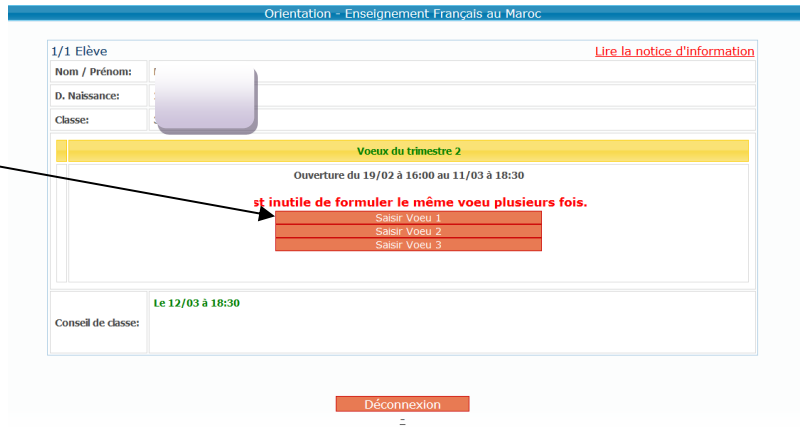 Orientation - Enseignement Français au Maroc
1/1 Elève
Lire la notice d'information
Nom / Prénom:
D. Naissance:
Classe:
Voeux du trimestre 2
Ouverture du 19/02 à 16:00 au 11/03 à 18:30
st inutile de formuler le même voeu plusieurs fois.
Saisir Voeu 1
Saisir Voeu 2
Saisir Voeu 3
Conseil de classe:
Le 12/03 à 18:30
Déconnexion